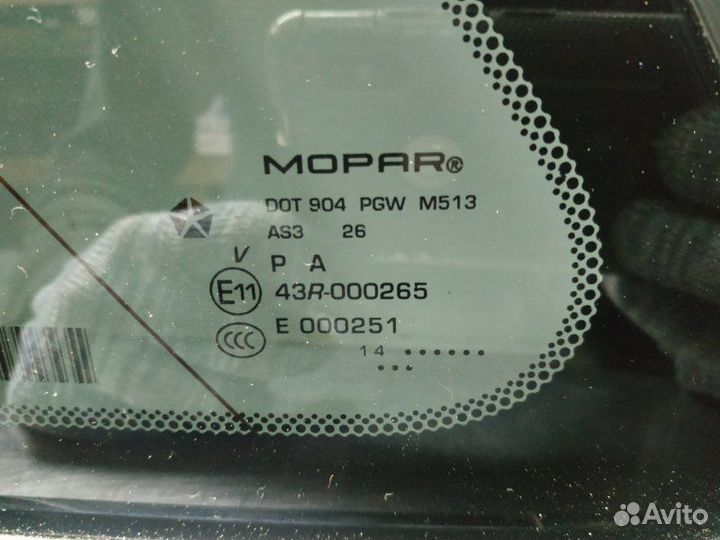 MOPAR®
DOT 904 PGW M513
AS3 26
V P A
E11 43R-000265
CCC E 000251
14 ······
···
Avito